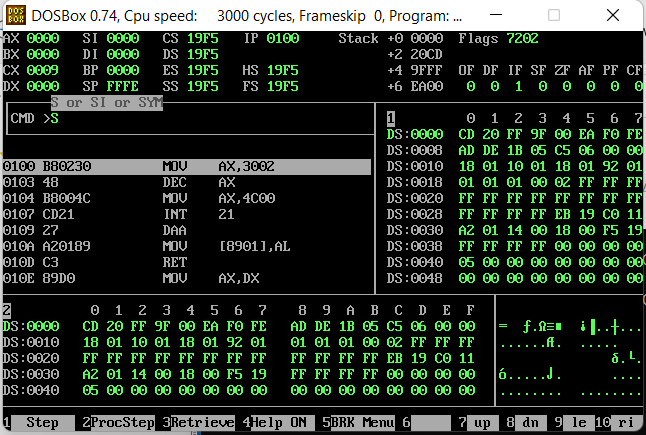 DOSBox 0.74, Cpu speed: 3000 cycles, Frameskip 0, Program: ...
AX 0000 SI 0000 CS 19F5 IP 0100 Stack +0 0000 Flags 7202
BX 0000 DI 0000 DS 19F5 +2 20CD
CX 0009 BP 0000 ES 19F5 HS 19F5 +4 9FFF OF DF IF SF ZF AF PF CF
DX 0000 SP FFFE SS 19F5 FS 19F5 +6 EA00 0 0 1 0 0 0 0 0
S or SI or SYM
CMD >S
0100 B80230 MOV AX,3002
0103 48 DEC AX
0104 B8004C MOV AX,4C00
0107 CD21 INT 21
0109 27 DAA
010A A20189 MOV [8901],AL
010D C3 RET
010E 89D0 MOV AX,DX
1 0 1 2 3 4 5 6 7
DS:0000 CD 20 FF 9F 00 EA F0 FE
DS:0008 AD DE 1B 05 C5 06 00 00
DS:0010 18 01 10 01 18 01 92 01
DS:0018 01 01 01 00 02 FF FF FF
DS:0020 FF FF FF FF FF FF FF FF
DS:0028 FF FF FF FF EB 19 C0 11
DS:0030 A2 01 14 00 18 00 F5 19
DS:0038 FF FF FF FF 00 00 00 00
DS:0040 05 00 00 00 00 00 00 00
DS:0048 00 00 00 00 00 00 00 00
2 0 1 2 3 4 5 6 7 8 9 A B C D E F
DS:0000 CD 20 FF 9F 00 EA F0 FE AD DE 1B 05 C5 06 00 00 = ƒ.Ω≡■ ¡▐..┼...
DS:0010 18 01 10 01 18 01 92 01 01 01 01 00 02 FF FF FF ......Æ. .....
DS:0020 FF FF FF FF FF FF FF FF FF FF FF FF EB 19 C0 11 δ.└.
DS:0030 A2 01 14 00 18 00 F5 19 FF FF FF FF 00 00 00 00 ó.....⌡. ....
DS:0040 05 00 00 00 00 00 00 00 00 00 00 00 00 00 00 00 ........ ........
1 Step 2ProcStep 3Retrieve 4Help ON 5BRK Menu 6 7 up 8 dn 9 le 10 ri